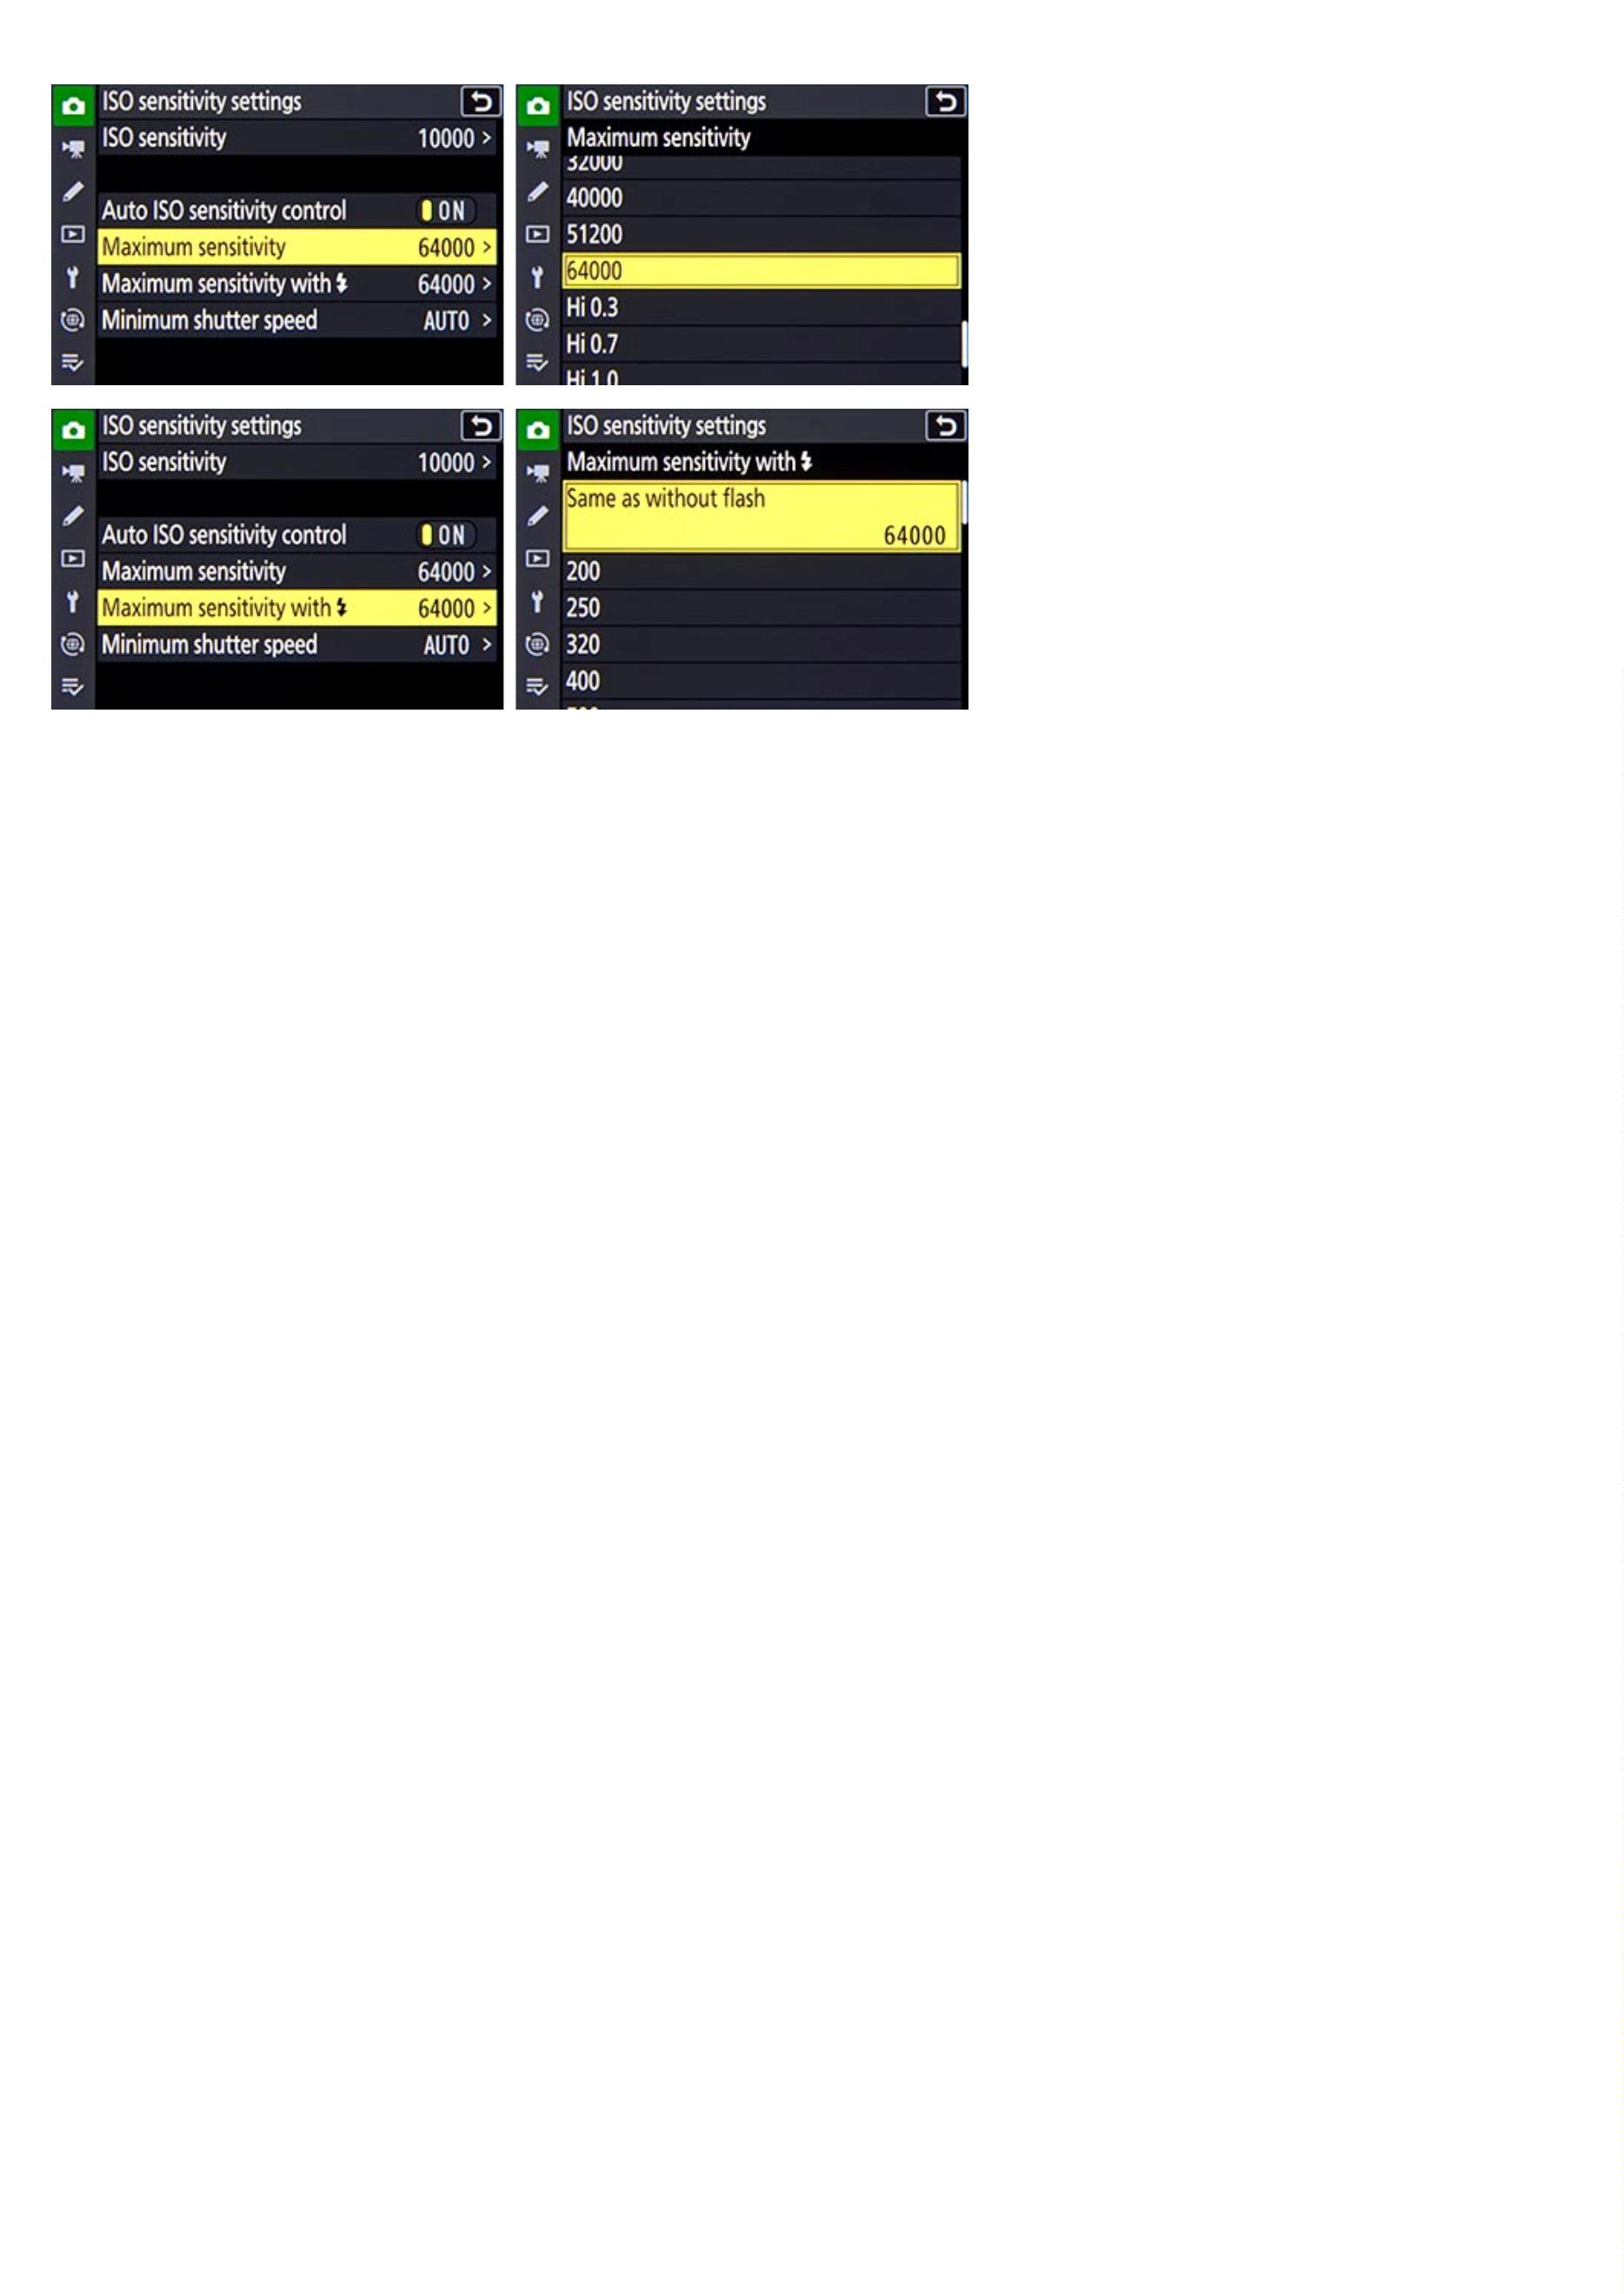 ISO sensitivity settings
ISO sensitivity 10000 >
Auto ISO sensitivity control ON
Maximum sensitivity 64000 >
Maximum sensitivity with 64000 >
Minimum shutter speed AUTO >
ISO sensitivity settings
Maximum sensitivity
32000
40000
51200
64000
Hi 0.3
Hi 0.7
Hi 1.0
ISO sensitivity settings
ISO sensitivity 10000 >
Auto ISO sensitivity control ON
Maximum sensitivity 64000 >
Maximum sensitivity with 64000 >
Minimum shutter speed AUTO >
ISO sensitivity settings
Maximum sensitivity with
Same as without flash
64000
200
250
320
400